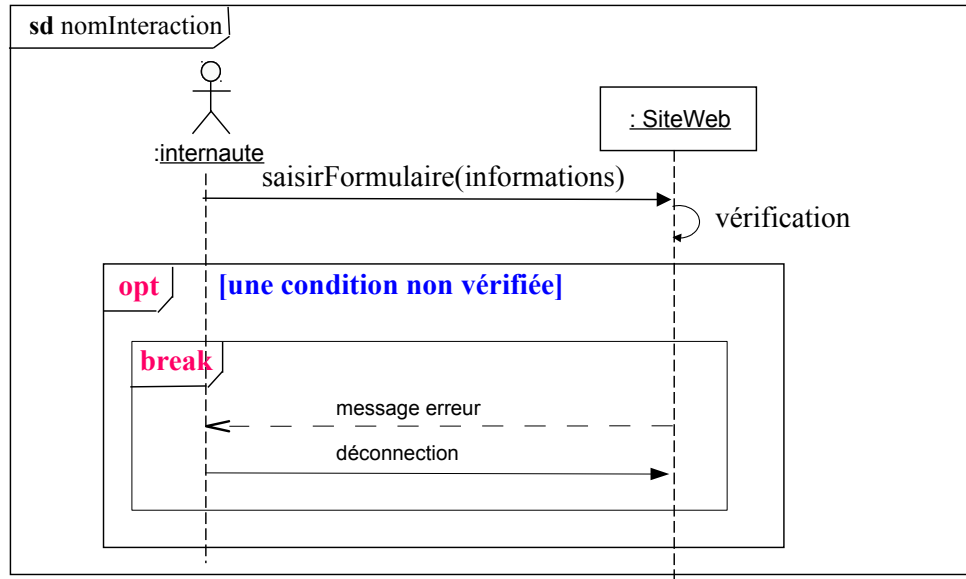 sd nomInteraction
: SiteWeb
:internaute
saisirFormulaire(informations)
vérification
opt [une condition non vérifiée]
break
message erreur
déconnection